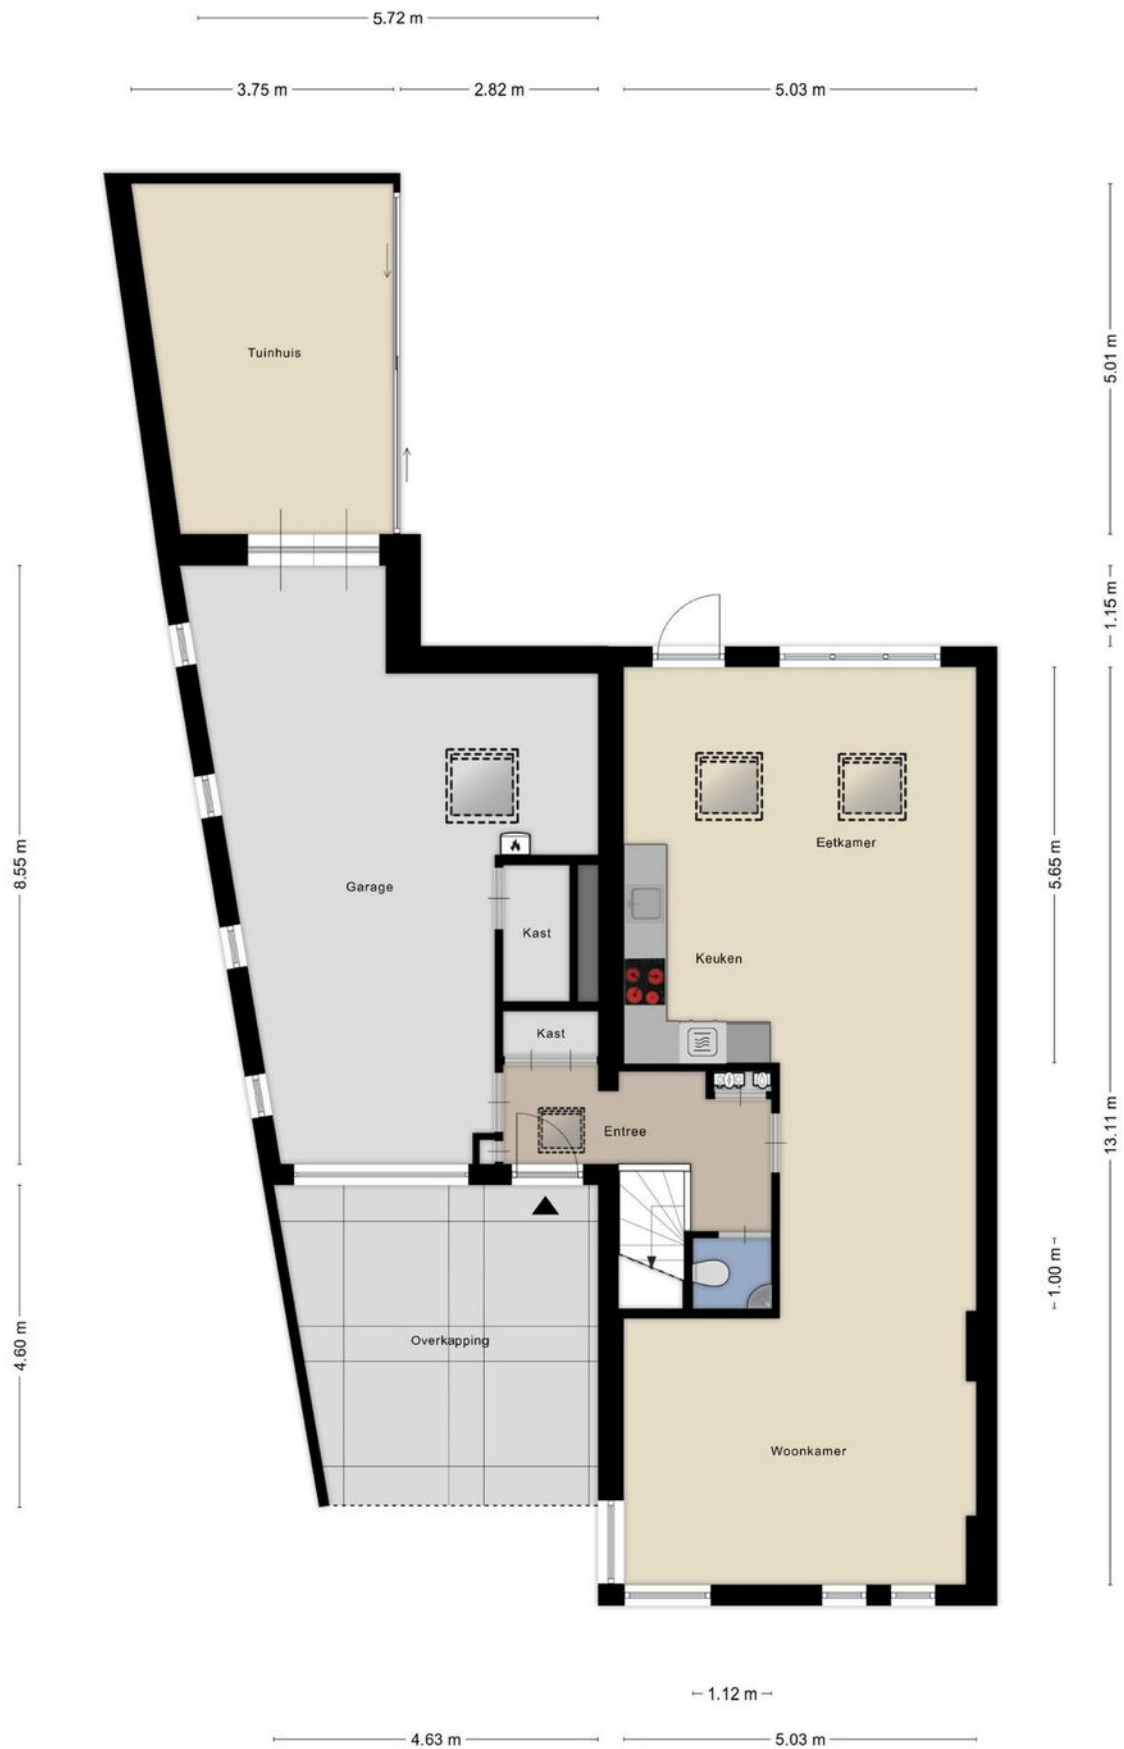 5.72 m
3.75 m
2.82 m
5.03 m
Tuinhuis
5.01 m
1.15 m
Eetkamer
8.55 m
5.65 m
Garage
Kast
Keuken
Kast
Entree
13.11 m
1.00 m
4.60 m
Overkapping
Woonkamer
1.12 m
4.63 m
5.03 m